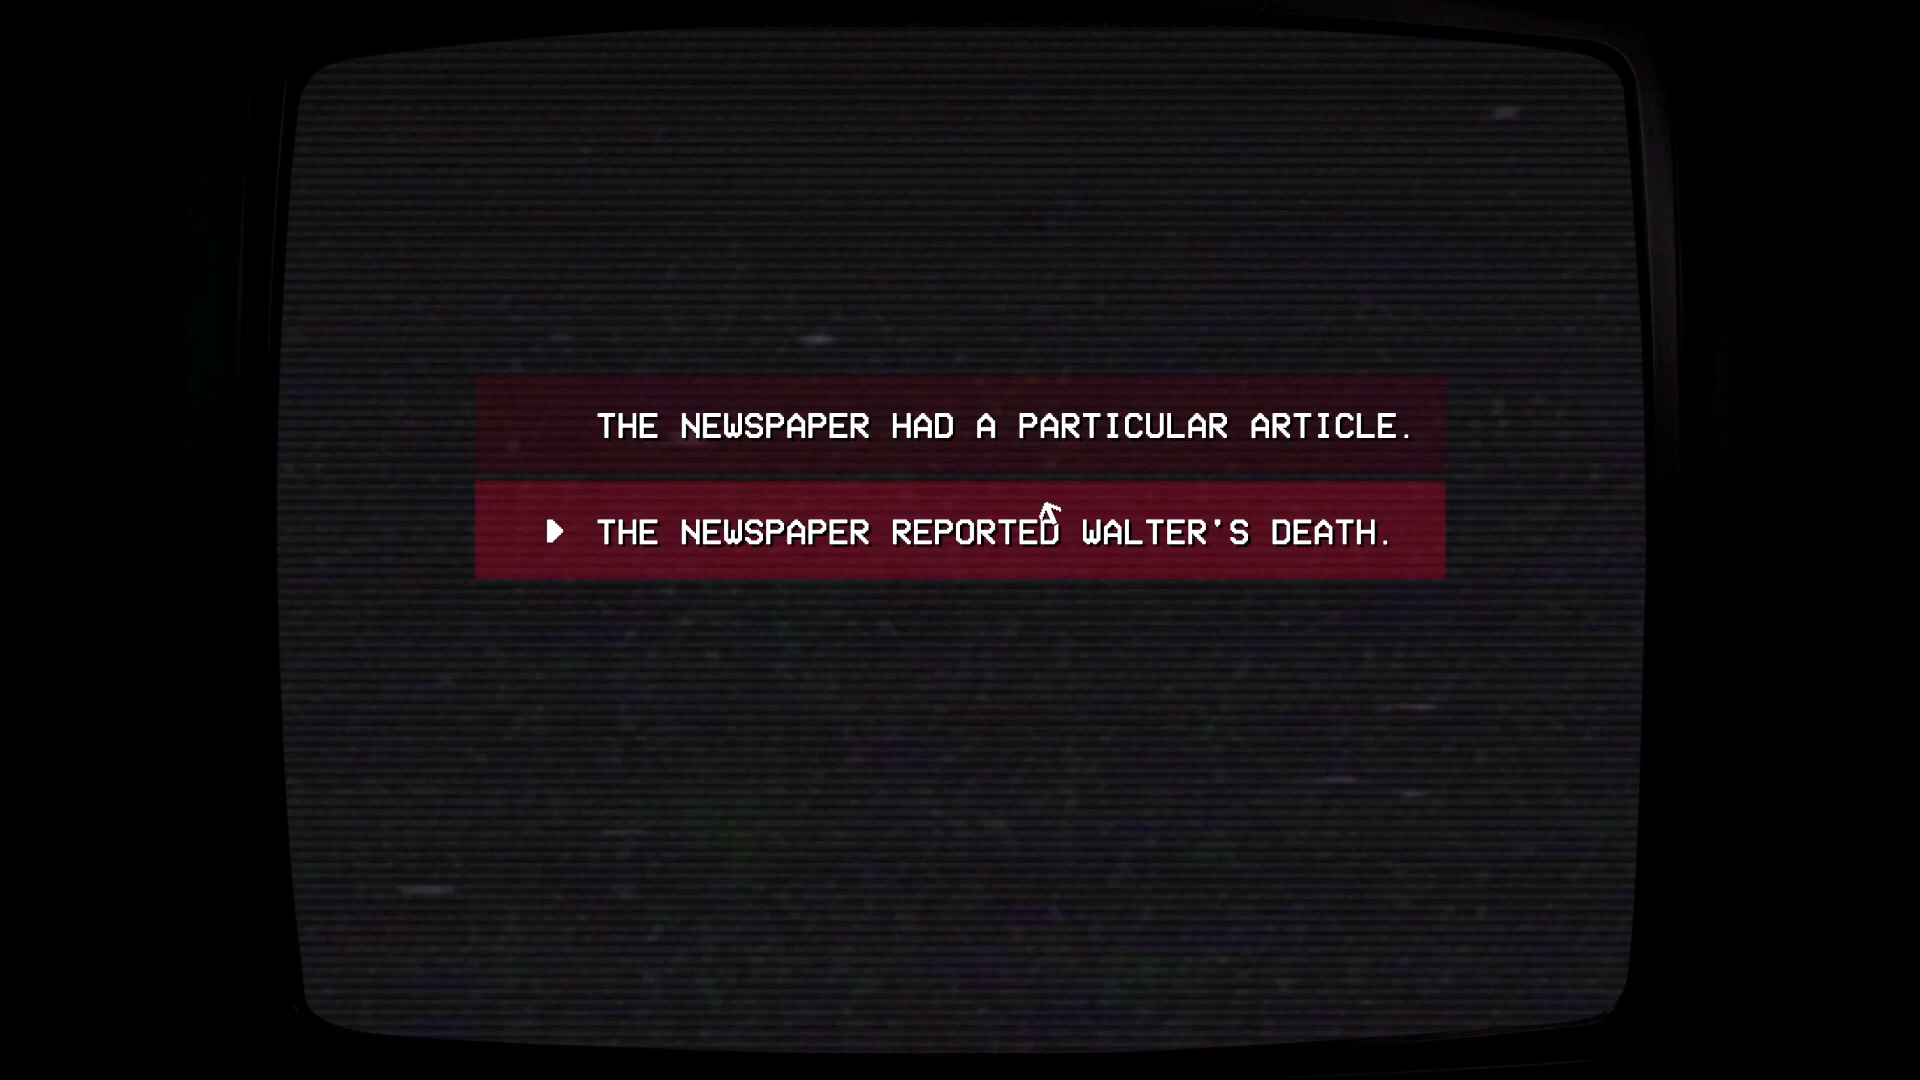 THE NEWSPAPER HAD A PARTICULAR ARTICLE.
THE NEWSPAPER REPORTED WALTER'S DEATH.